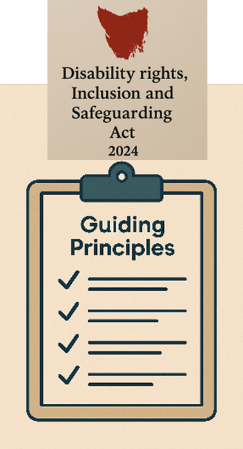 Disability rights,
Inclusion and
Safeguarding
Act
2024
Guiding
Principles